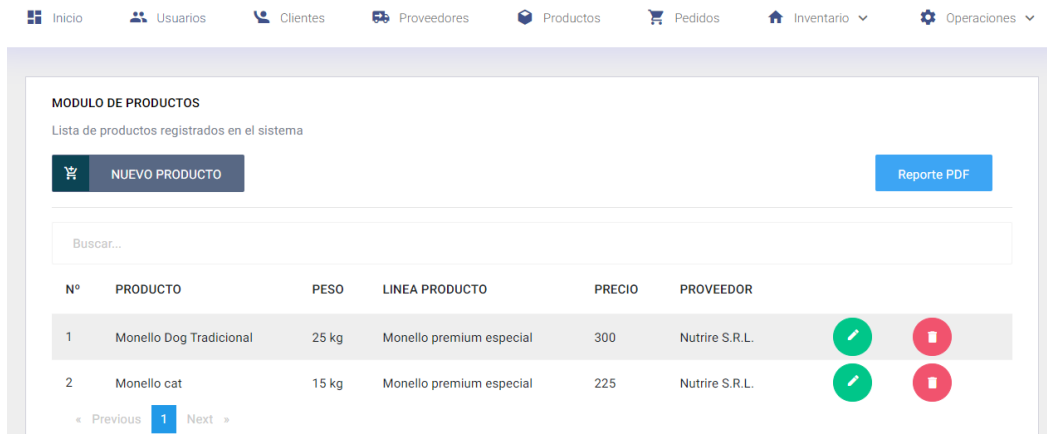 Inicio Usuarios Clientes Proveedores Productos Pedidos Inventario Operaciones
MODULO DE PRODUCTOS
Lista de productos registrados en el sistema
NUEVO PRODUCTO Reporte PDF
Buscar...
Nº PRODUCTO PESO LINEA PRODUCTO PRECIO PROVEEDOR
1 Monello Dog Tradicional 25 kg Monello premium especial 300 Nutrire S.R.L.
2 Monello cat 15 kg Monello premium especial 225 Nutrire S.R.L.
« Previous 1 Next »